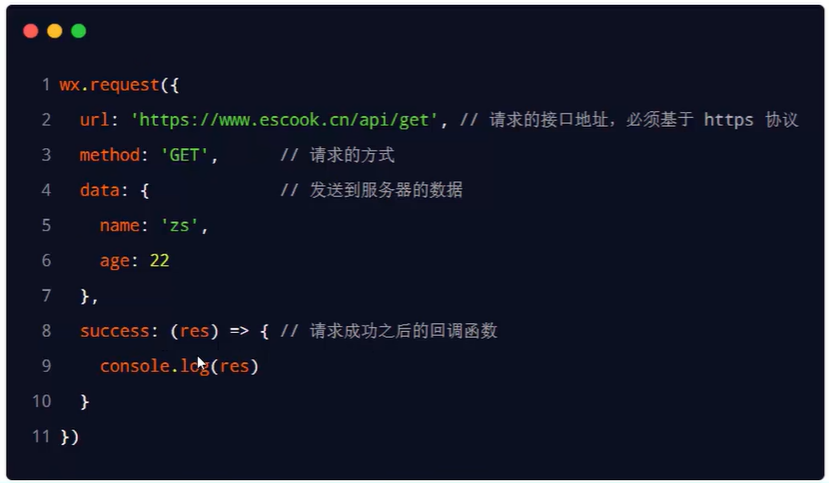 1 wx.request({
2 url: 'https://www.escook.cn/api/get', // 请求的接口地址，必须基于 https 协议
3 method: 'GET', // 请求的方式
4 data: { // 发送到服务器的数据
5 name: 'zs',
6 age: 22
7 },
8 success: (res) => { // 请求成功之后的回调函数
9 console.log(res)
10 }
11 })